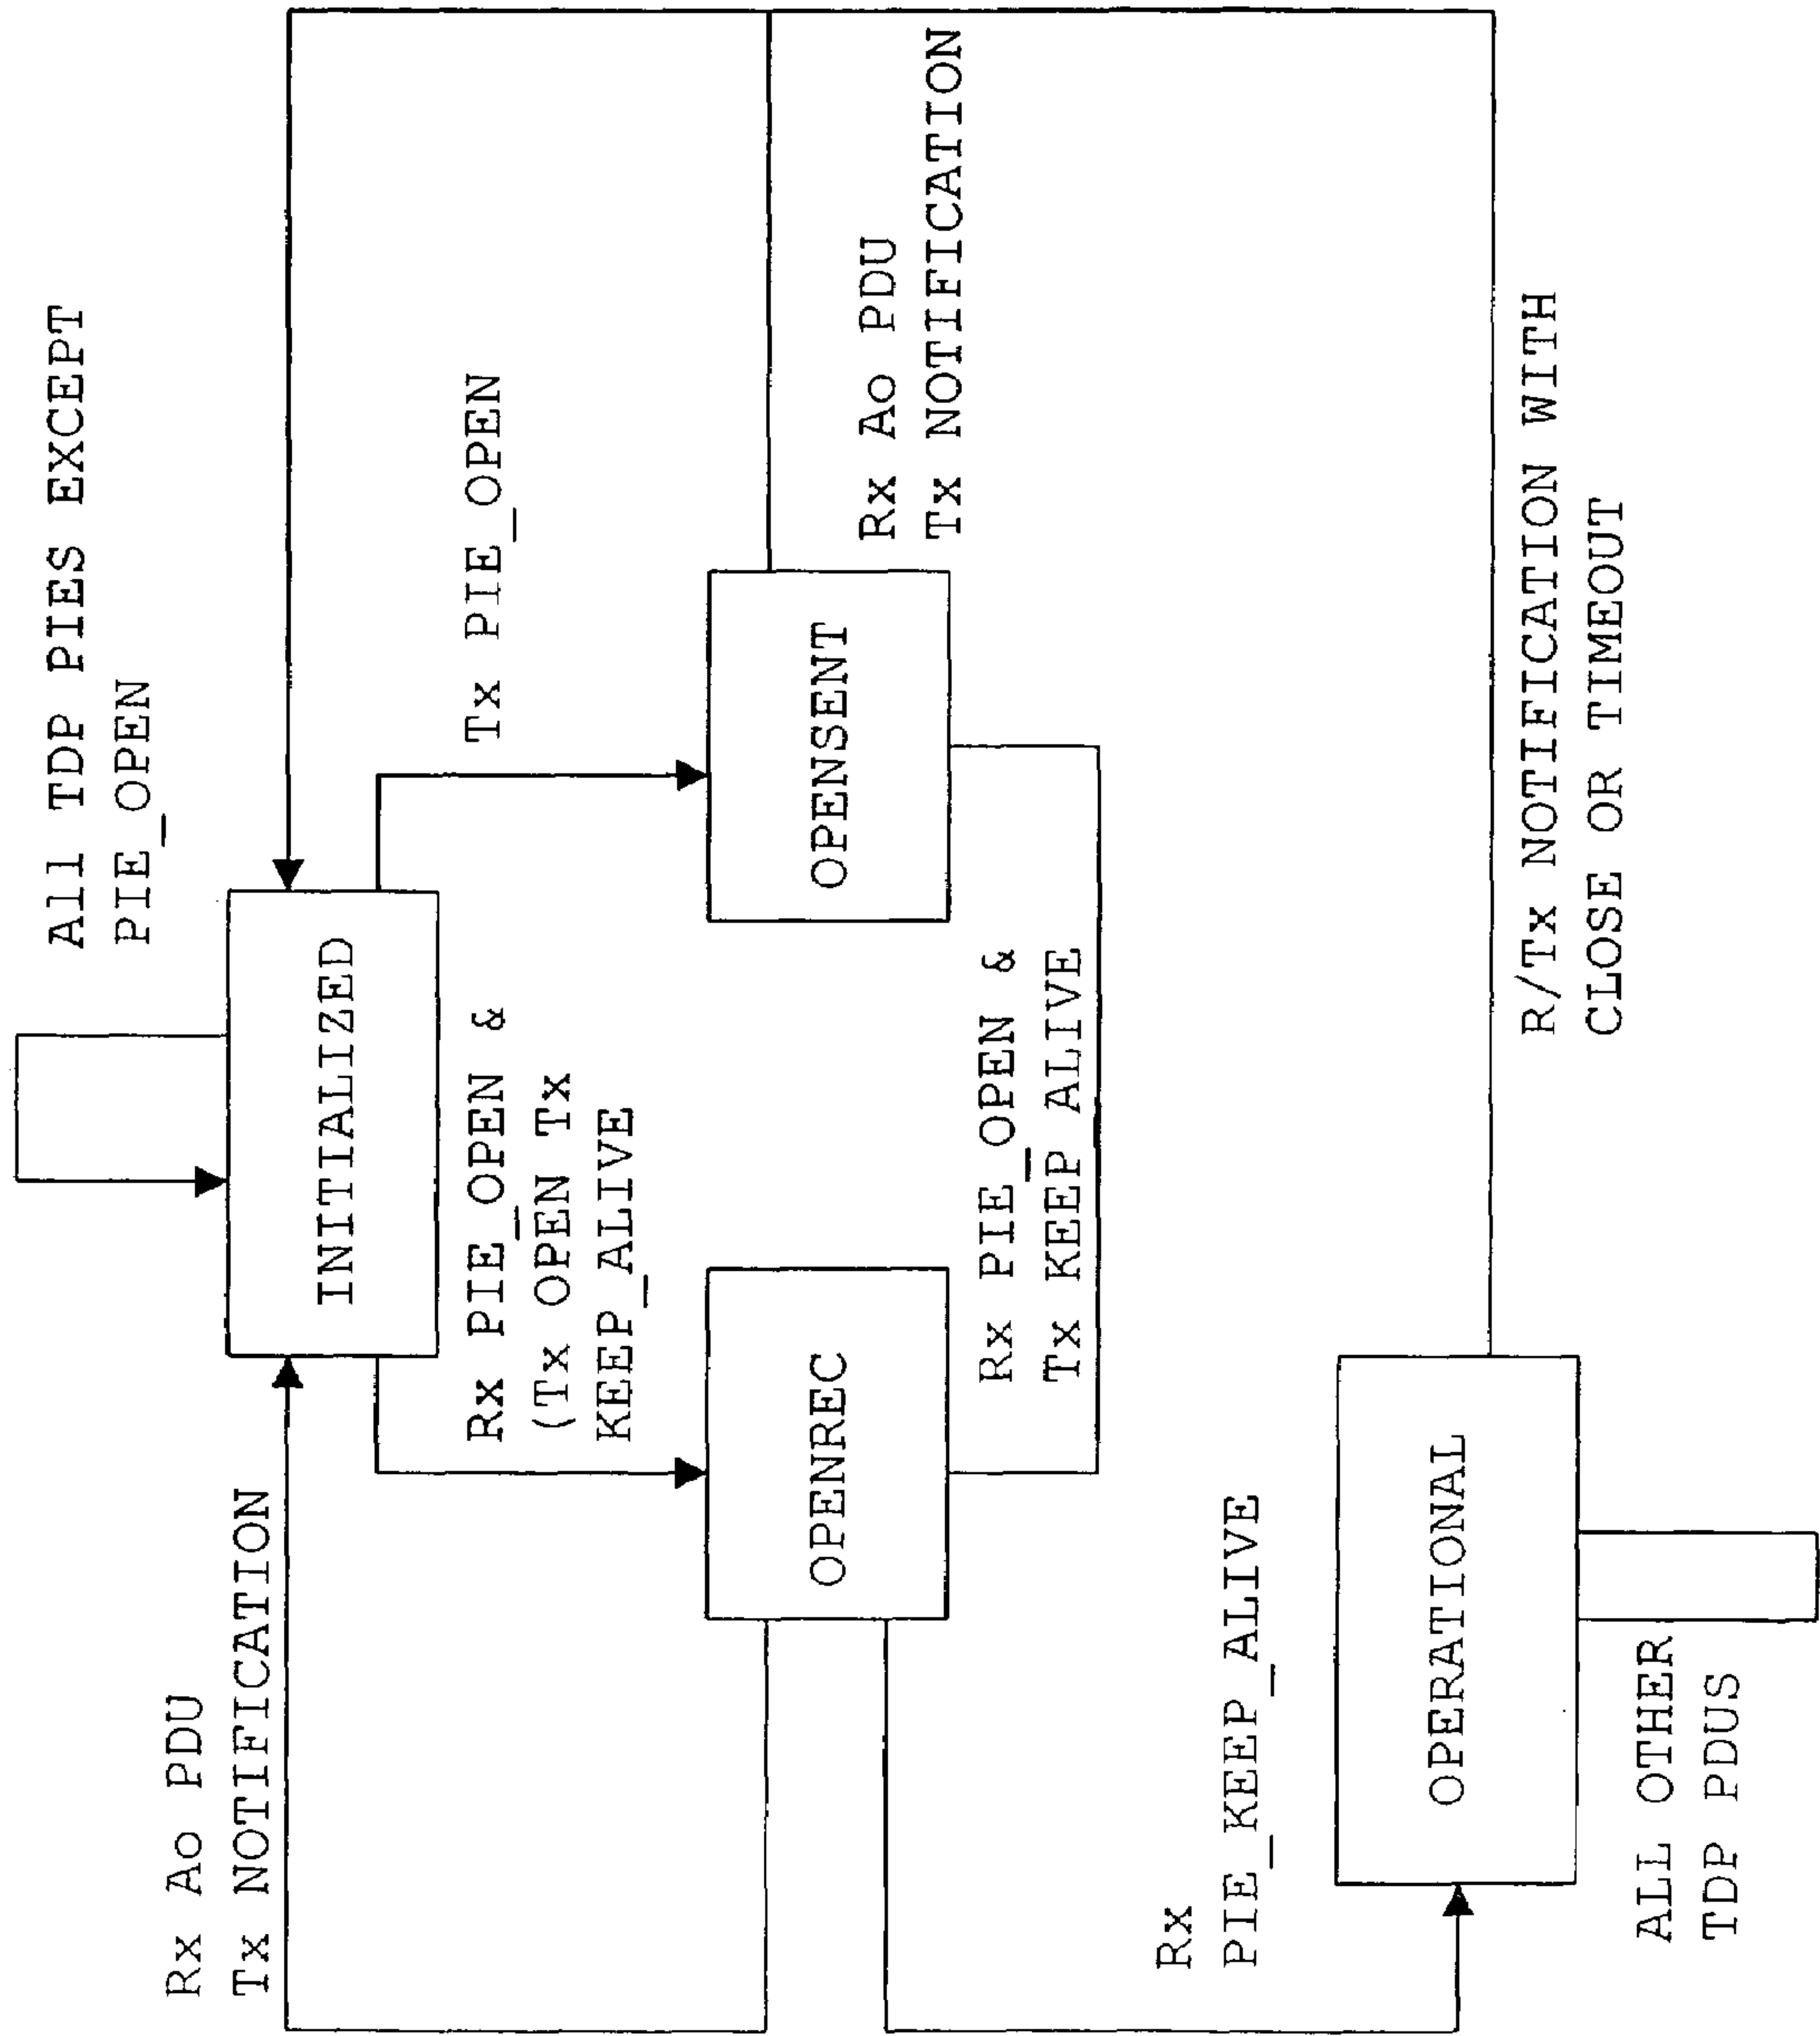 All TDP PIES EXCEPT
PIE_OPEN
Rx Ao PDU
Tx NOTIFICATION
INITIALIZED
Tx PIE_OPEN
Rx PIE_OPEN &
(Tx OPEN Tx
KEEP_ALIVE
OPENREC
OPENSENT
Rx Ao PDU
Tx NOTIFICATION
Rx PIE_OPEN &
Tx KEEP ALIVE
Rx
PIE_KEEP_ALIVE
OPERATIONAL
R/Tx NOTIFICATION WITH
CLOSE OR TIMEOUT
ALL OTHER
TDP PDUS